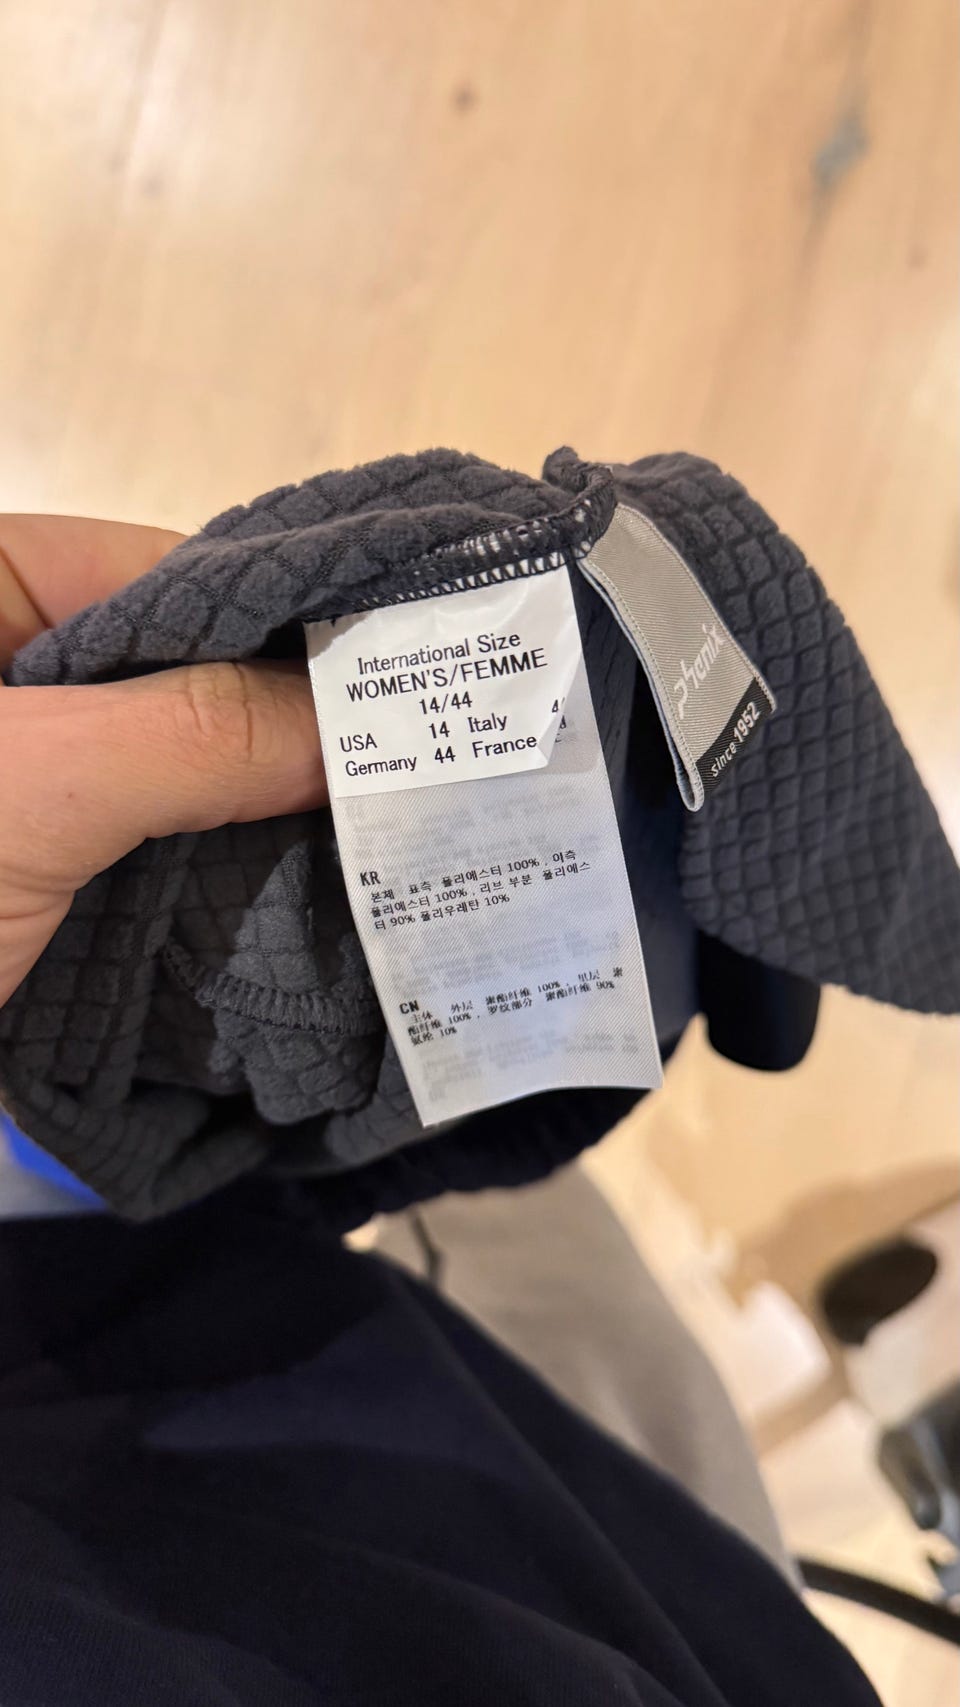 International Size
WOMEN'S/FEMME
14/44
USA 14 Italy
Germany 44 France
KR
본체 표측 폴리에스터 100% , 이측
폴리에스터 100% , 리브 부분 폴리에스
터 90% 폴리우레탄 10%
CN
主体 外层 聚酯纤维 100% , 里层 聚
酯纤维 100% , 罗纹部分 聚酯纤维 90%
氨纶 10%
phenix
since 1952